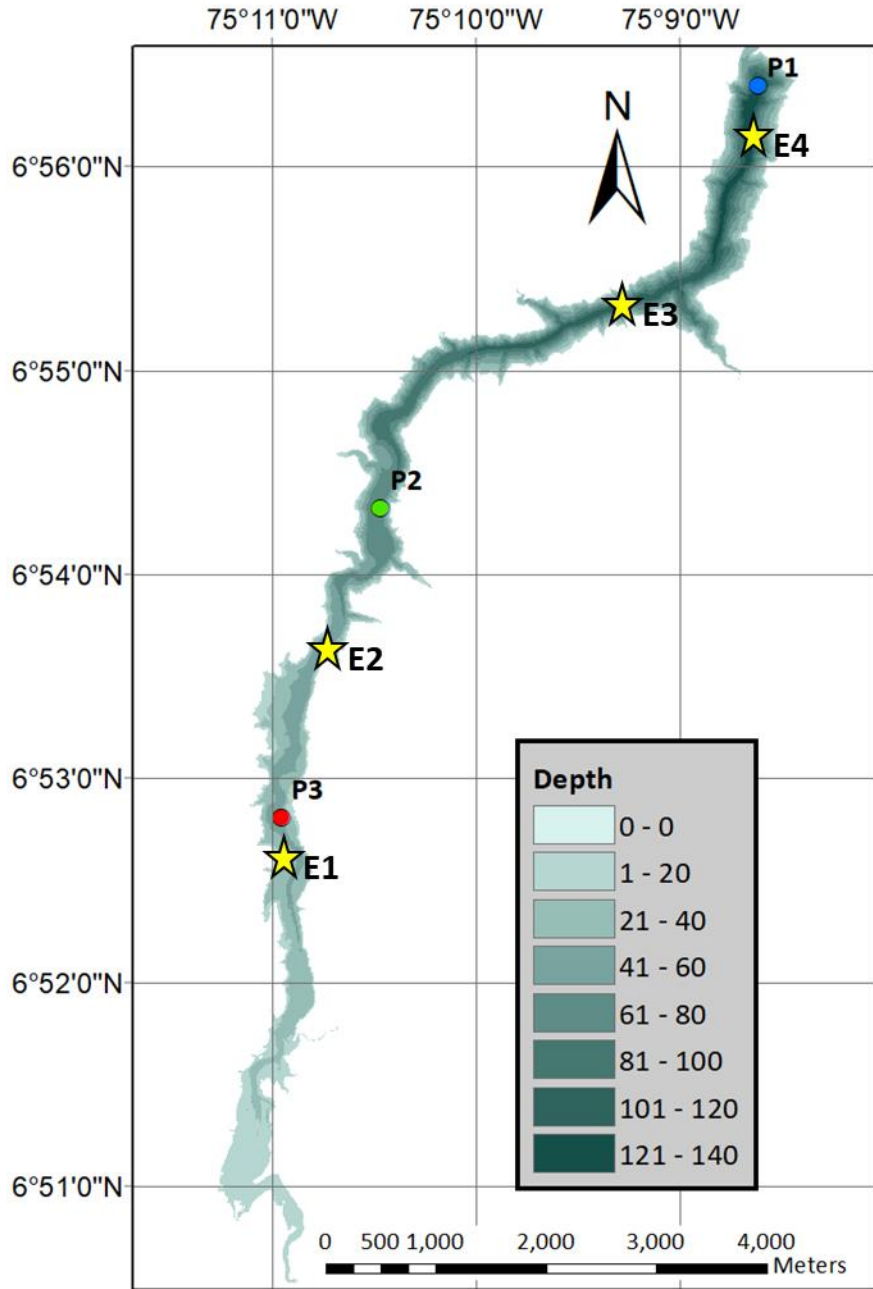 75°11'0"W 75°10'0"W 75°9'0"W
P1
N
E4
6°56'0"N
E3
6°55'0"N
P2
6°54'0"N
E2
6°53'0"N
P3
E1
Depth
0 - 0
1 - 20
21 - 40
41 - 60
61 - 80
81 - 100
101 - 120
121 - 140
6°52'0"N
6°51'0"N
0 500 1,000 2,000 3,000 4,000
Meters